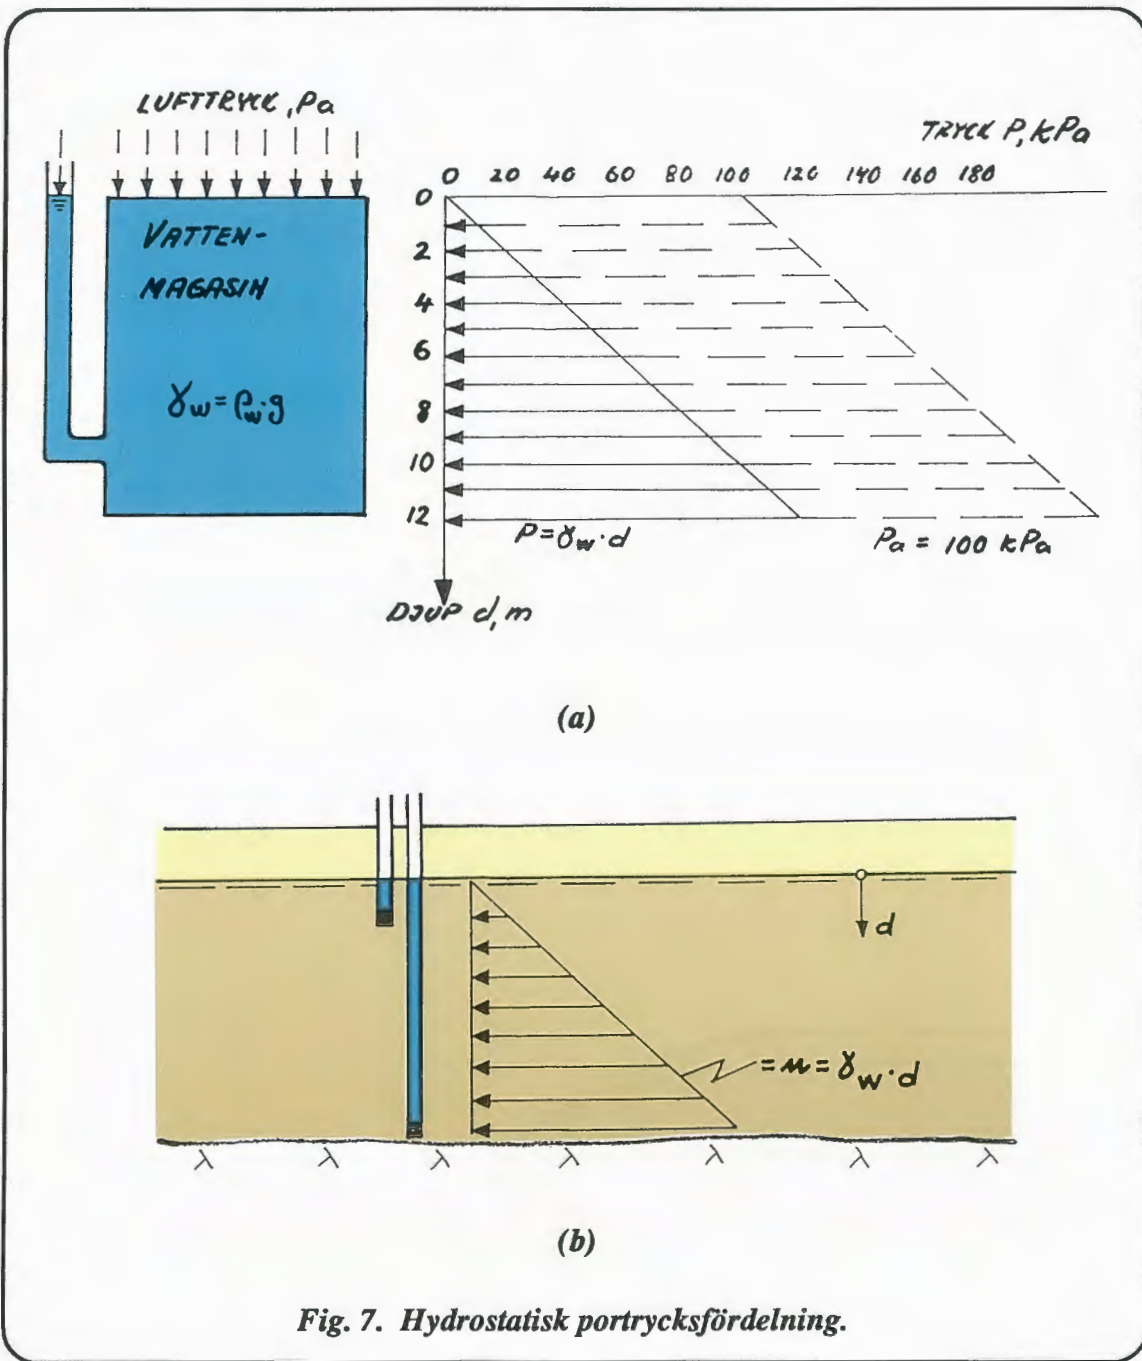 LUFTTRYCK, Pa
VATTEN-
MAGASIN
γw = ρw·g
TRYCK P, kPa
0 20 40 60 80 100 120 140 160 180
0
2
4
6
8
10
12
P=γw·d
Pa = 100 kPa
DJUP d, m
(a)
d
=u=γw·d
(b)
Fig. 7. Hydrostatisk portrycksfördelning.